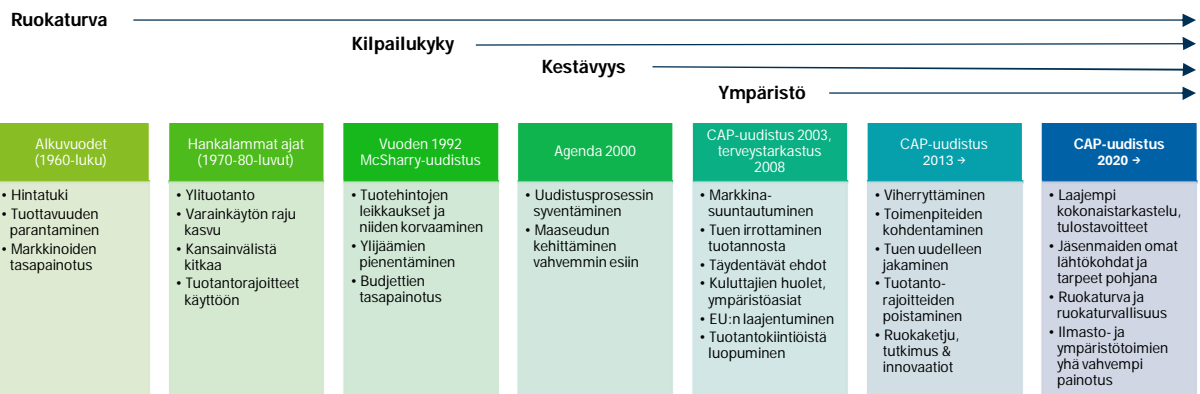 Ruokaturva
Kilpailukyky
Kestävyys
Ympäristö
Alkuvuodet
(1960-luku)
• Hintatuki
• Tuottavuuden
parantaminen
• Markkinoiden
tasapainotus
Hankalammat ajat
(1970-80-luvut)
• Ylituotanto
• Varainkäytön raju
kasvu
• Kansainvälistä
kitkaa
• Tuotantorajoitteet
käyttöön
Vuoden 1992
McSharry-uudistus
• Tuotehintojen
leikkaukset ja
niiden korvaaminen
• Ylijäämien
pienentäminen
• Budjettien
tasapainotus
Agenda 2000
• Uudistusprosessin
syventäminen
• Maaseudun
kehittäminen
vahvemmin esiin
CAP-uudistus 2003,
terveystarkastus
2008
• Markkina-
suuntautuminen
• Tuen irrottaminen
tuotannosta
• Täydentävät ehdot
• Kuluttajien huolet,
ympäristöasiat
• EU:n laajentuminen
• Tuotantokiintiöistä
luopuminen
CAP-uudistus
2013 →
• Viherryttäminen
• Toimenpiteiden
kohdentaminen
• Tuen uudelleen
jakaminen
• Tuotanto-
rajoitteiden
poistaminen
• Ruokaketju,
tutkimus &
innovaatiot
CAP-uudistus
2020 →
• Laajempi
kokonaistarkastelu,
tulostavoitteet
• Jäsenmaiden omat
lähtökohdat ja
tarpeet pohjana
• Ruokaturva ja
ruokaturvallisuus
• Ilmasto- ja
ympäristötoimien
yhä vahvempi
painotus